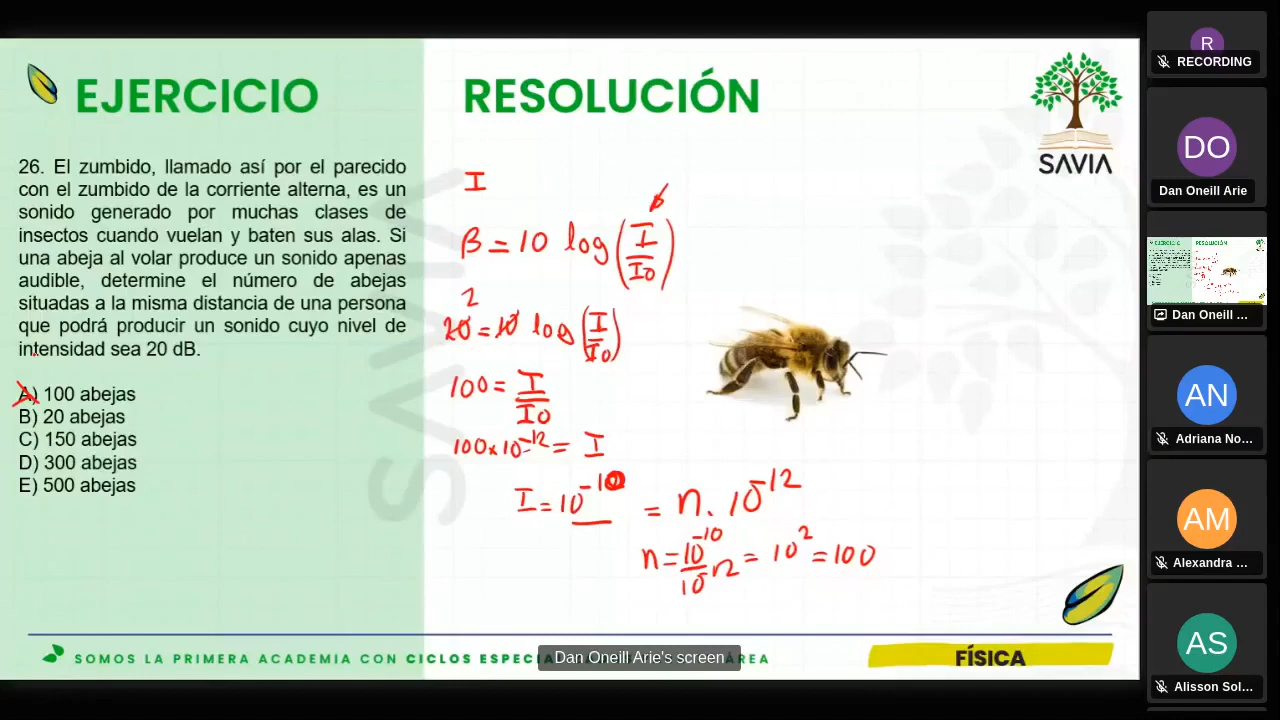 EJERCICIO
RESOLUCIÓN
SAVIA
26. El zumbido, llamado así por el parecido
con el zumbido de la corriente alterna, es un
sonido generado por muchas clases de
insectos cuando vuelan y baten sus alas. Si
una abeja al volar produce un sonido apenas
audible, determine el número de abejas
situadas a la misma distancia de una persona
que podrá producir un sonido cuyo nivel de
intensidad sea 20 dB.
A) 100 abejas
B) 20 abejas
C) 150 abejas
D) 300 abejas
E) 500 abejas
I
β = 10 log(I/I0)
2
20 = 10 log(I/I0)
100 = I/I0
100 x 10^-12 = I
I = 10^-10 = n . 10^-12
n = 10^-10/10^-12 = 10^2 = 100
SAVIA
SOMOS LA PRIMERA ACADEMIA CON CICLOS ESPECIA
ÁREA
Dan Oneill Arie's screen
FÍSICA
R
RECORDING
DO
Dan Oneill Arie
Dan Oneill ...
AN
Adriana No...
AM
Alexandra ...
AS
Alisson Sol...